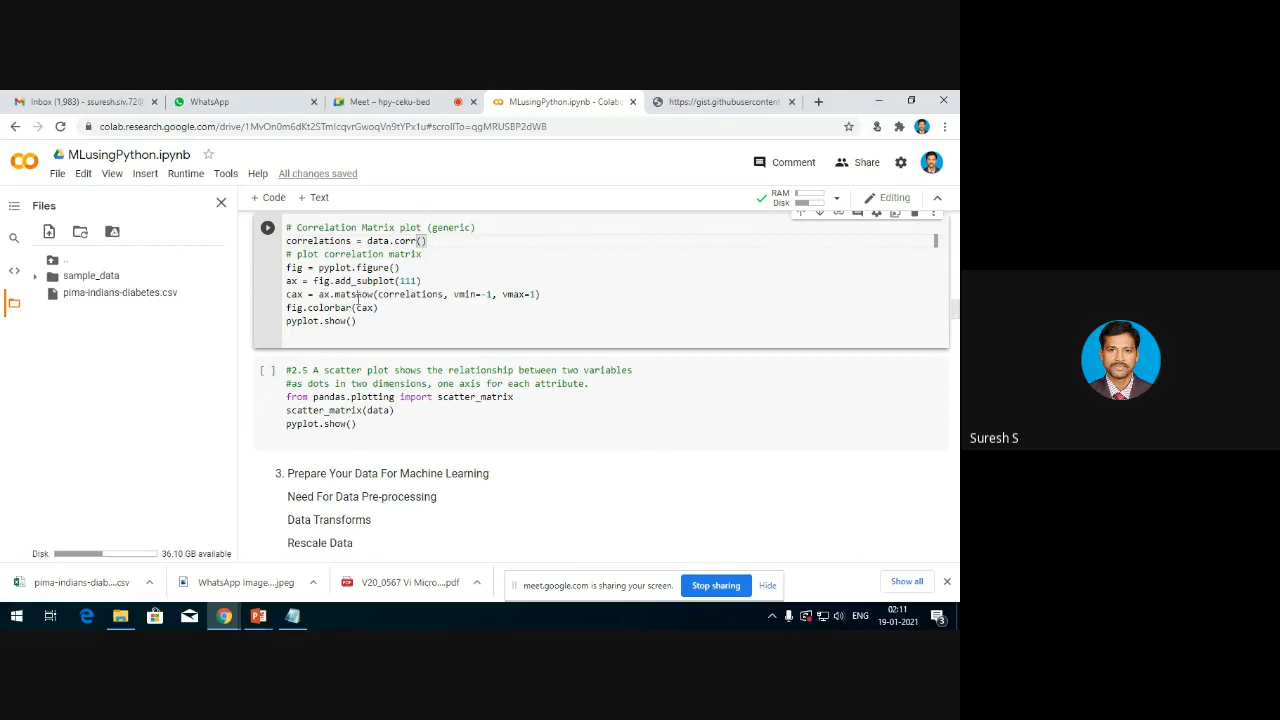 Inbox (1,983) - ssuresh.siv.72@
WhatsApp
Meet – hpy-ceku-bed
MLusingPython.ipynb - Colab
https://gist.githubusercontent
colab.research.google.com/drive/1MvOn0m6dKt2STmIcqvrGwoqVn9tYPx1u#scrollTo=qgMRUSBP2dWB
MLusingPython.ipynb
Comment
Share
File Edit View Insert Runtime Tools Help All changes saved
Files
+ Code + Text
RAM
Disk
Editing
..
sample_data
pima-indians-diabetes.csv
# Correlation Matrix plot (generic)
correlations = data.corr()
# plot correlation matrix
fig = pyplot.figure()
ax = fig.add_subplot(111)
cax = ax.matshow(correlations, vmin=-1, vmax=1)
fig.colorbar(cax)
pyplot.show()
[ ]
#2.5 A scatter plot shows the relationship between two variables
#as dots in two dimensions, one axis for each attribute.
from pandas.plotting import scatter_matrix
scatter_matrix(data)
pyplot.show()
3. Prepare Your Data For Machine Learning
Need For Data Pre-processing
Data Transforms
Rescale Data
Disk
36.10 GB available
pima-indians-diab....csv
WhatsApp Image....jpeg
V20_0567 Vi Micro....pdf
meet.google.com is sharing your screen.
Stop sharing
Hide
Show all
ENG
02:11
19-01-2021
3
Suresh S